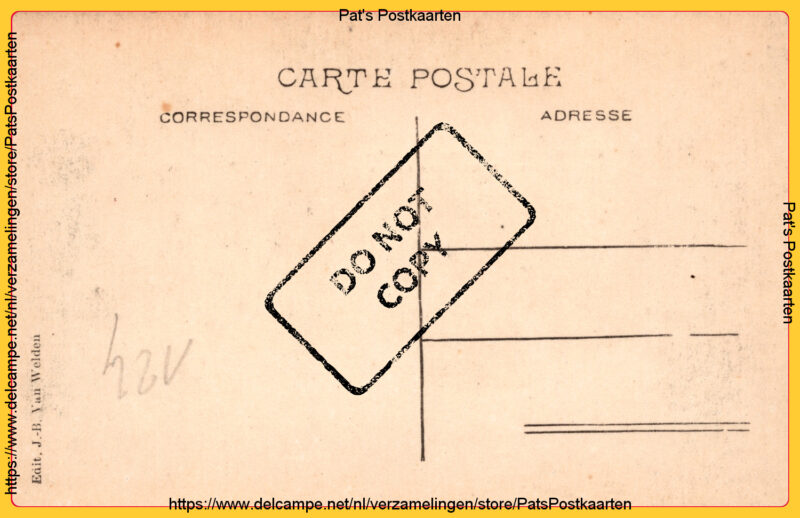 Pat's Postkaarten
CARTE POSTALE
CORRESPONDANCE
ADRESSE
DO NOT
COPY
Edit. J.-B. Van Welden
https://www.delcampe.net/nl/verzamelingen/store/PatsPostkaarten
Pat's Postkaarten
https://www.delcampe.net/nl/verzamelingen/store/PatsPostkaarten